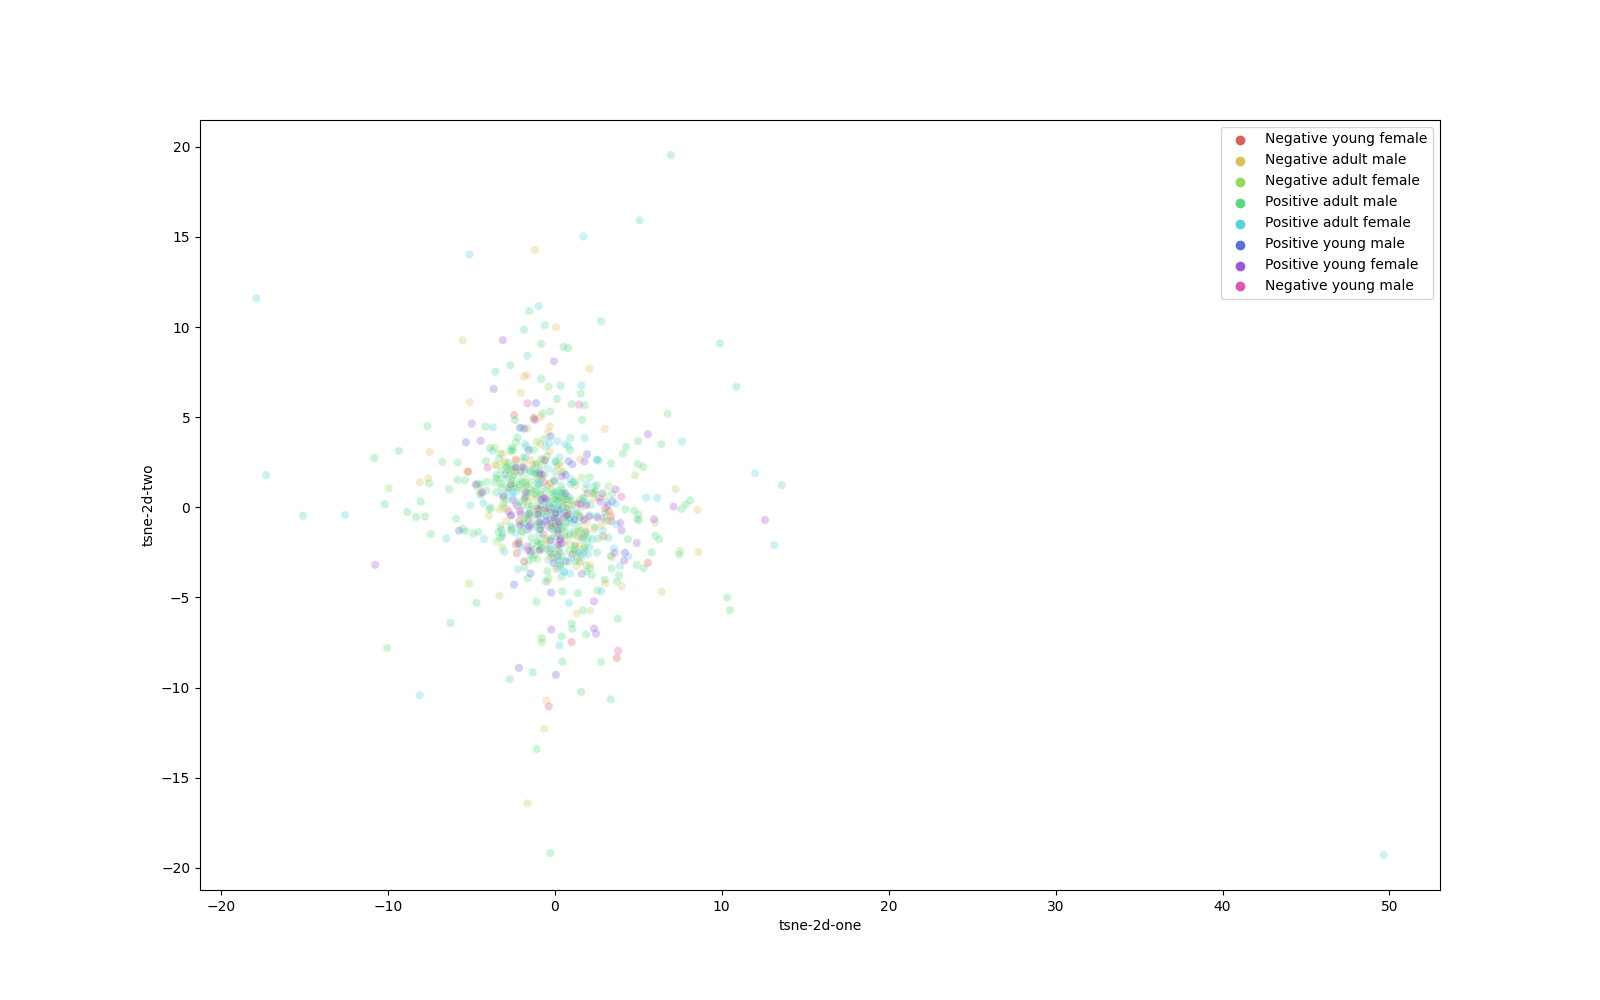 Negative young female
Negative adult male
Negative adult female
Positive adult male
Positive adult female
Positive young male
Positive young female
Negative young male
20
15
10
5
0
−5
−10
−15
−20
tsne-2d-two
−20 −10 0 10 20 30 40 50
tsne-2d-one